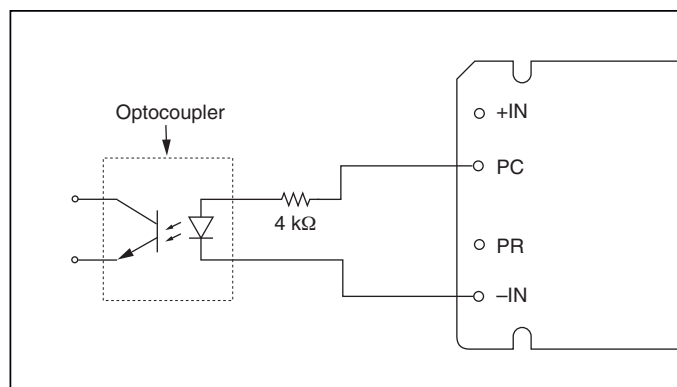 Optocoupler
+IN
PC
4 kΩ
PR
–IN